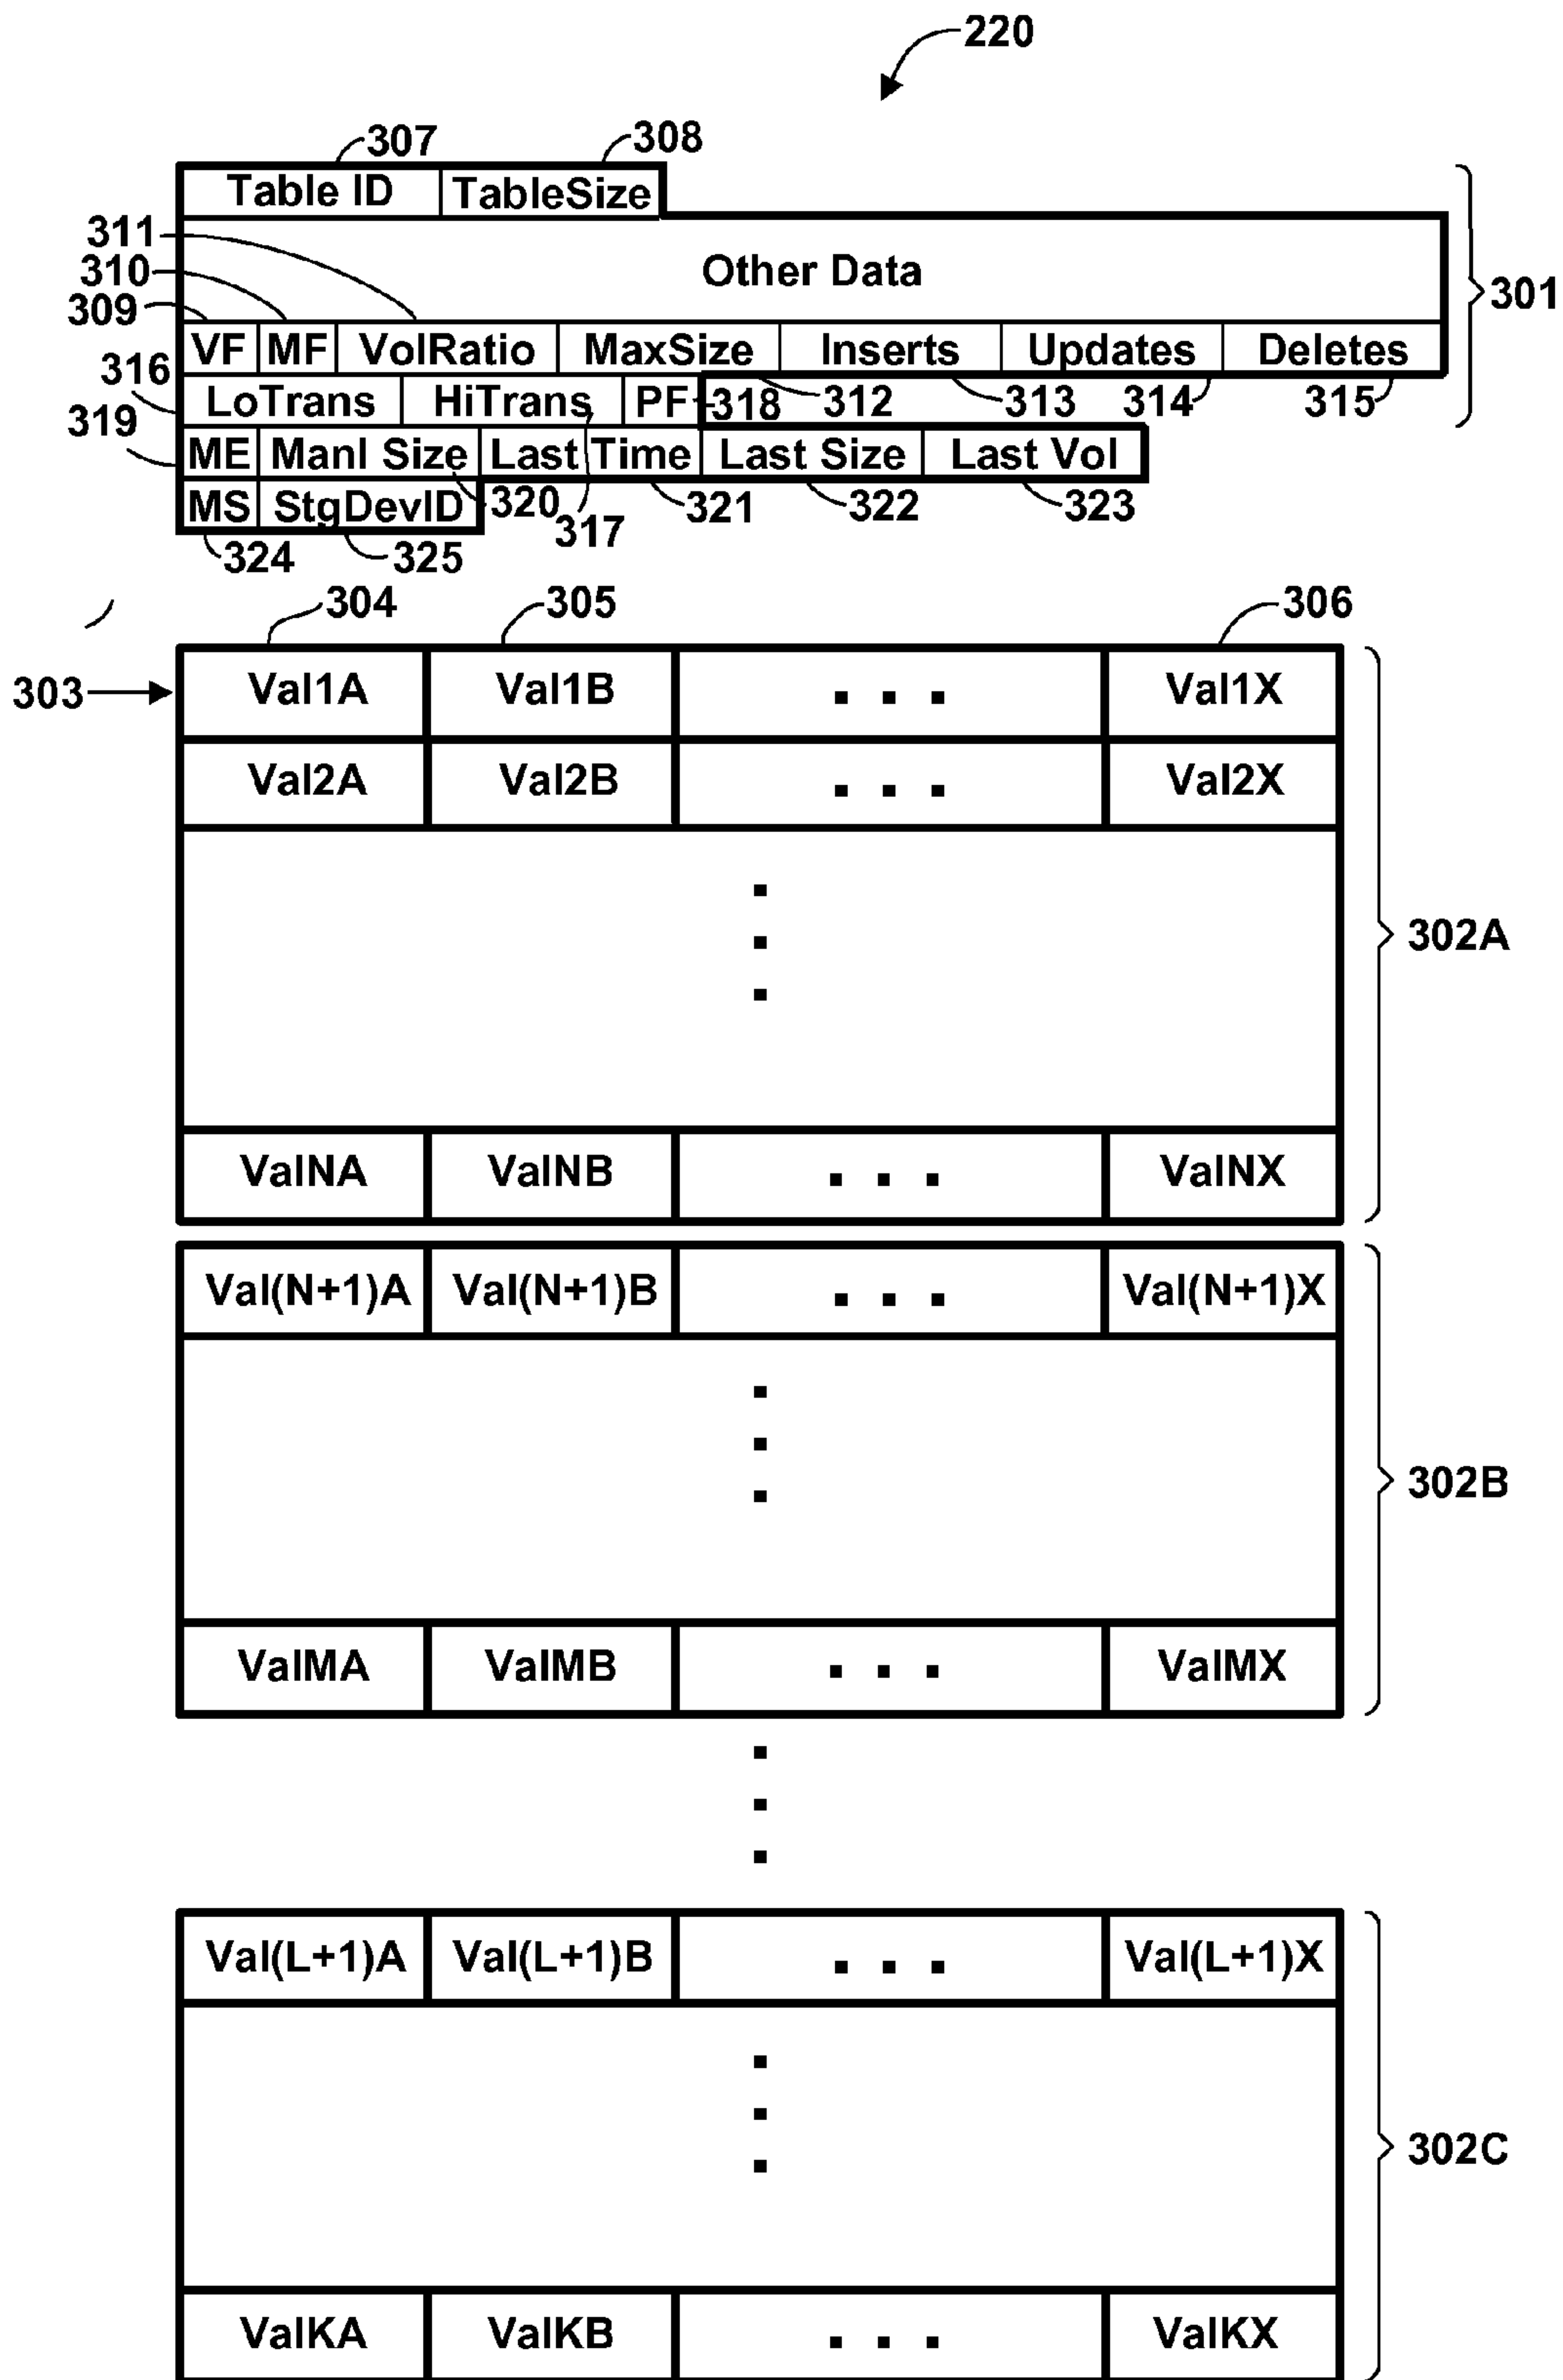 220
307 308
Table ID TableSize
311
310
309
Other Data
301
VF MF VolRatio MaxSize Inserts Updates Deletes
316
LoTrans HiTrans PF 318 312 313 314 315
319
ME Manl Size Last Time Last Size Last Vol
MS StgDevID 320 317 321 322 323
324 325
304 305 306
303
Val1A Val1B . . . Val1X
Val2A Val2B . . . Val2X
.
.
.
302A
ValNA ValNB . . . ValNX
Val(N+1)A Val(N+1)B . . . Val(N+1)X
.
.
.
302B
ValMA ValMB . . . ValMX
.
.
.
Val(L+1)A Val(L+1)B . . . Val(L+1)X
.
.
.
302C
ValKA ValKB . . . ValKX